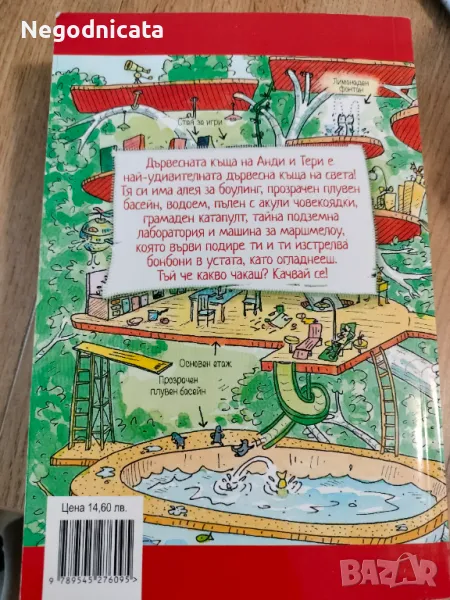 Negodnicata
Лимонаден
фонтан
Стая за игри
Дървесната къща на Анди и Тери е
най-удивителната дървесна къща на света!
Тя си има алея за боулинг, прозрачен плувен
басейн, водоем, пълен с акули човекоядки,
грамаден катапулт, тайна подземна
лаборатория и машина за маршмелоу,
която върви подире ти и ти изстрелва
бонбони в устата, като огладнееш.
Тъй че какво чакаш? Качвай се!
Основен етаж
Прозрачен
плувен басейн
Цена 14,60 лв.
9 789545 276095
BAZAR